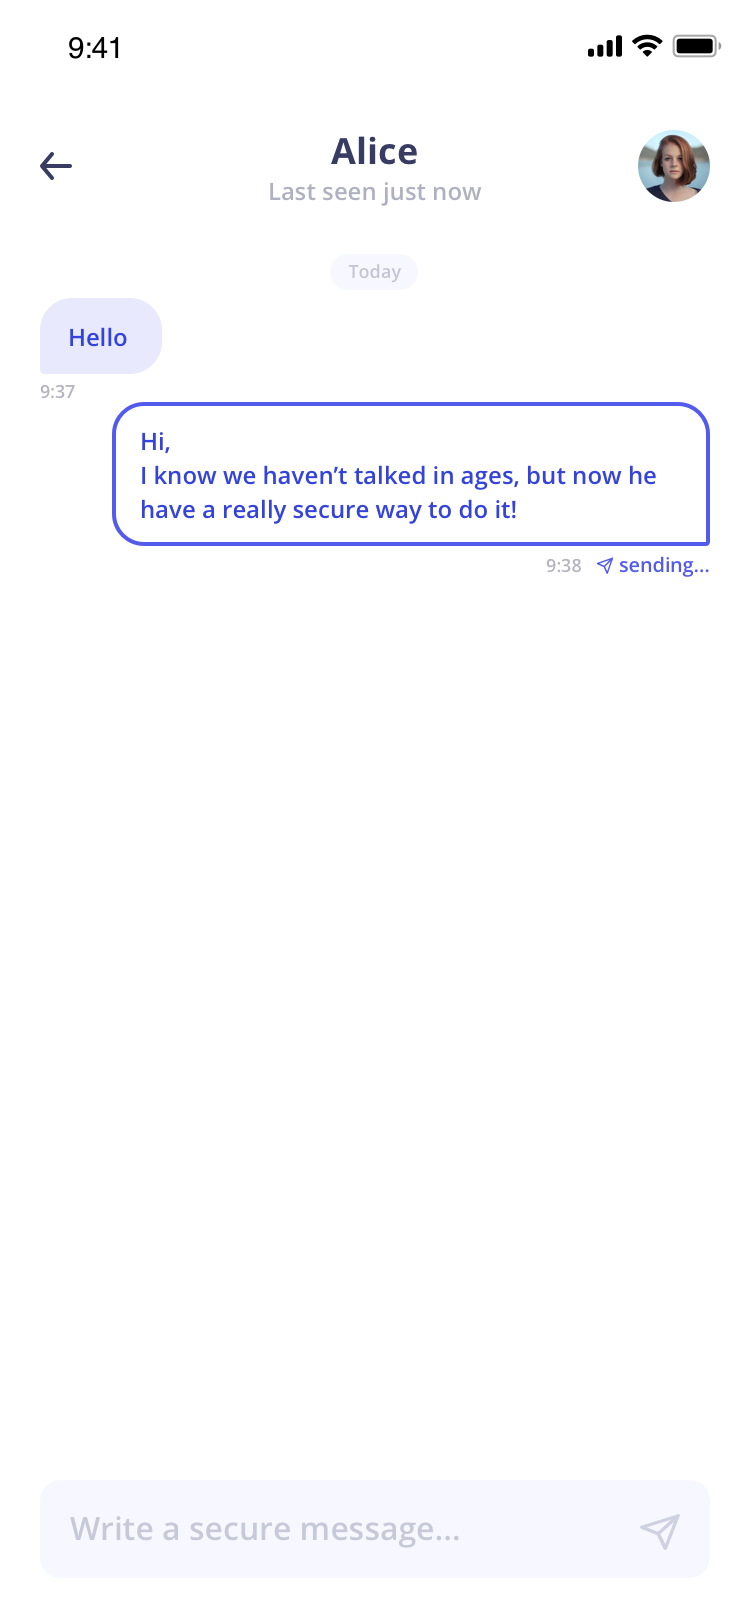 9:41
Alice
Last seen just now
Today
Hello
9:37
Hi,
I know we haven’t talked in ages, but now he
have a really secure way to do it!
9:38 sending...
Write a secure message...